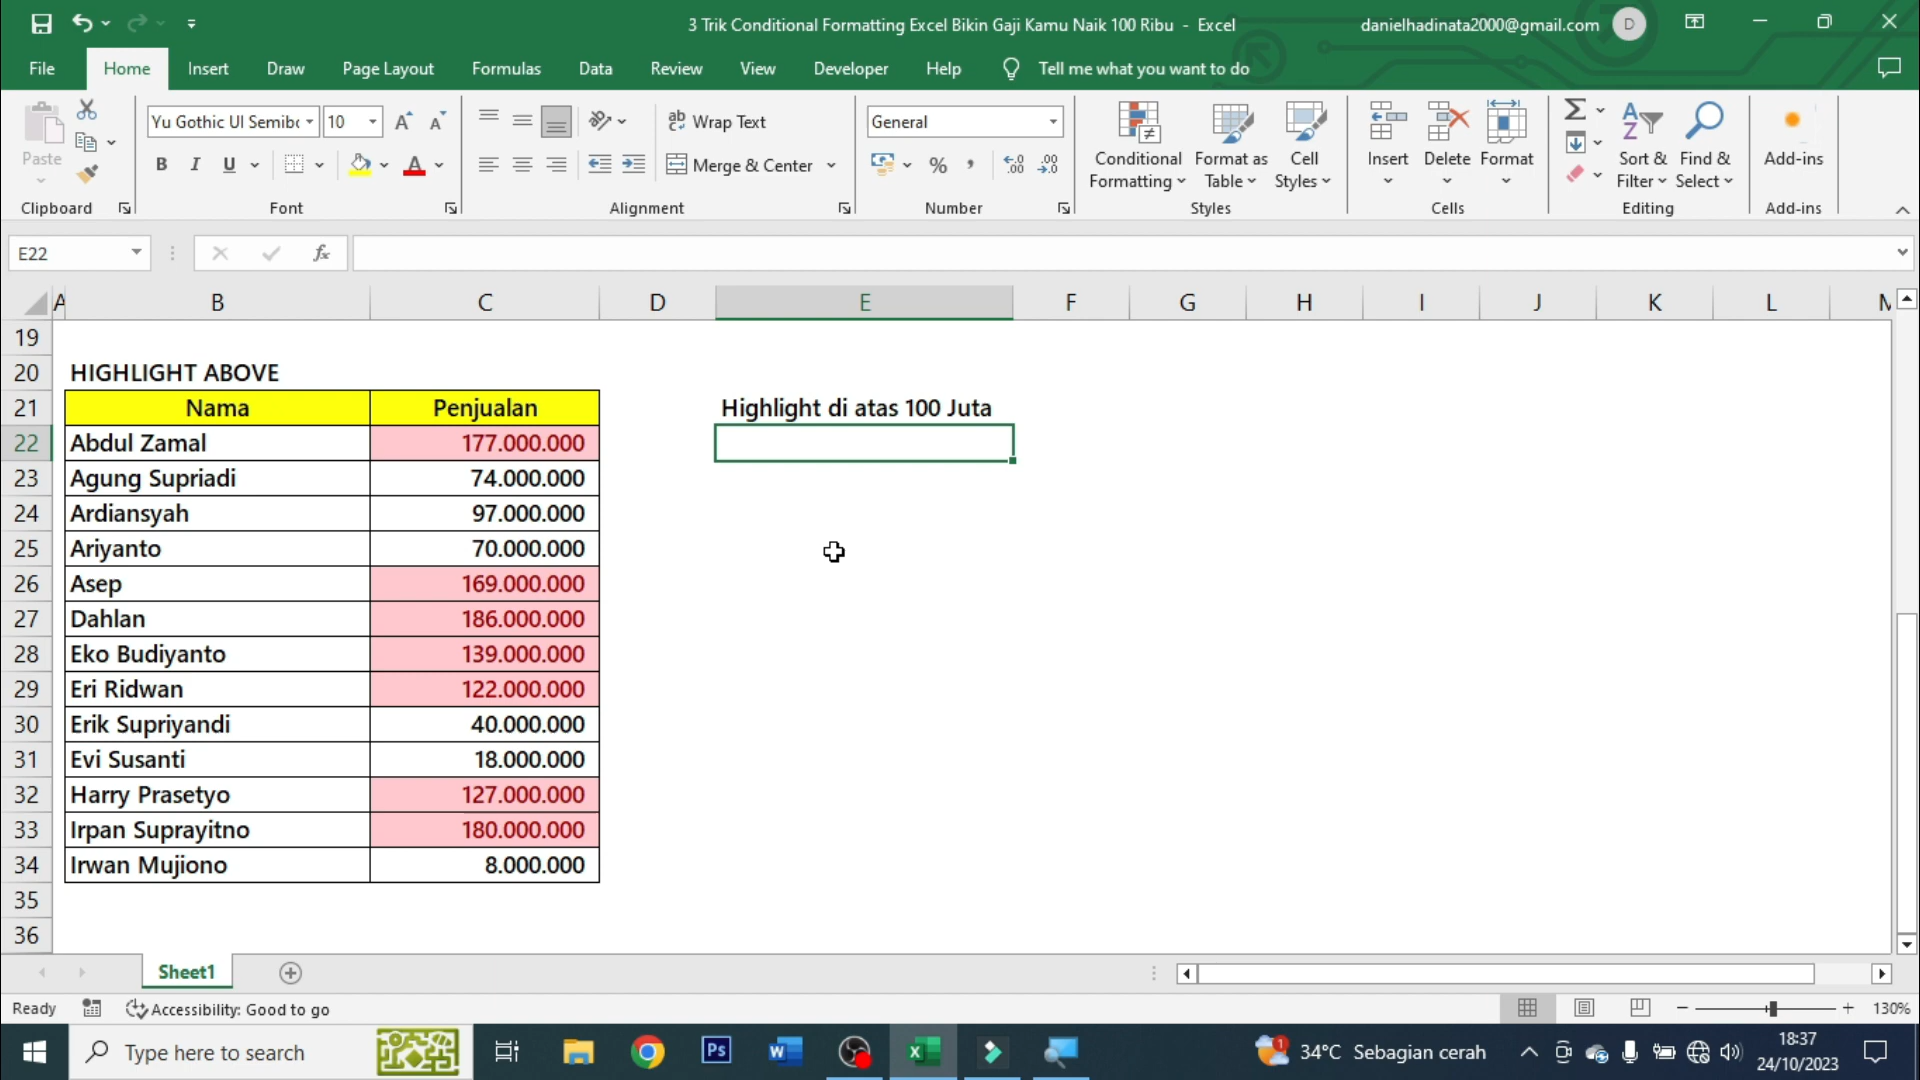 3 Trik Conditional Formatting Excel Bikin Gaji Kamu Naik 100 Ribu - Excel
danielhadinata2000@gmail.com
D
File Home Insert Draw Page Layout Formulas Data Review View Developer Help Tell me what you want to do
Paste
Clipboard
Yu Gothic UI Semibo 10
B I U
Font
Wrap Text
Merge & Center
Alignment
General
%
Number
Conditional Formatting
Format as Table
Cell Styles
Styles
Insert
Delete
Format
Cells
Sort & Filter
Find & Select
Editing
Add-ins
Add-ins
E22
fx
A B C D E F G H I J K L
19
20 HIGHLIGHT ABOVE
21 Nama Penjualan Highlight di atas 100 Juta
22 Abdul Zamal 177.000.000
23 Agung Supriadi 74.000.000
24 Ardiansyah 97.000.000
25 Ariyanto 70.000.000
26 Asep 169.000.000
27 Dahlan 186.000.000
28 Eko Budiyanto 139.000.000
29 Eri Ridwan 122.000.000
30 Erik Supriyandi 40.000.000
31 Evi Susanti 18.000.000
32 Harry Prasetyo 127.000.000
33 Irpan Suprayitno 180.000.000
34 Irwan Mujiono 8.000.000
35
36
Sheet1
Ready Accessibility: Good to go 130%
Type here to search
34°C Sebagian cerah
18:37
24/10/2023